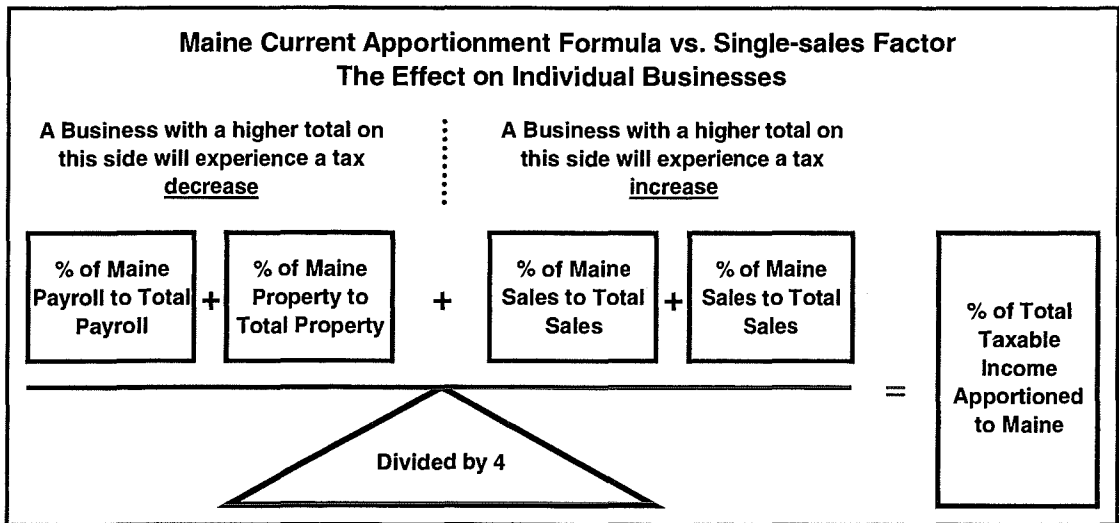 Maine Current Apportionment Formula vs. Single-sales Factor
The Effect on Individual Businesses
A Business with a higher total on
this side will experience a tax
decrease
A Business with a higher total on
this side will experience a tax
increase
% of Maine
Payroll to Total
Payroll
+
% of Maine
Property to
Total Property
+
% of Maine
Sales to Total
Sales
+
% of Maine
Sales to Total
Sales
=
% of Total
Taxable
Income
Apportioned
to Maine
Divided by 4